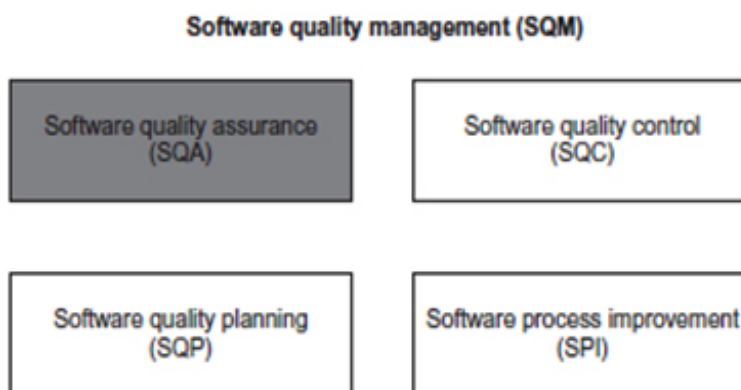 Software quality management (SQM)
Software quality assurance
(SQA)
Software quality control
(SQC)
Software quality planning
(SQP)
Software process improvement
(SPI)